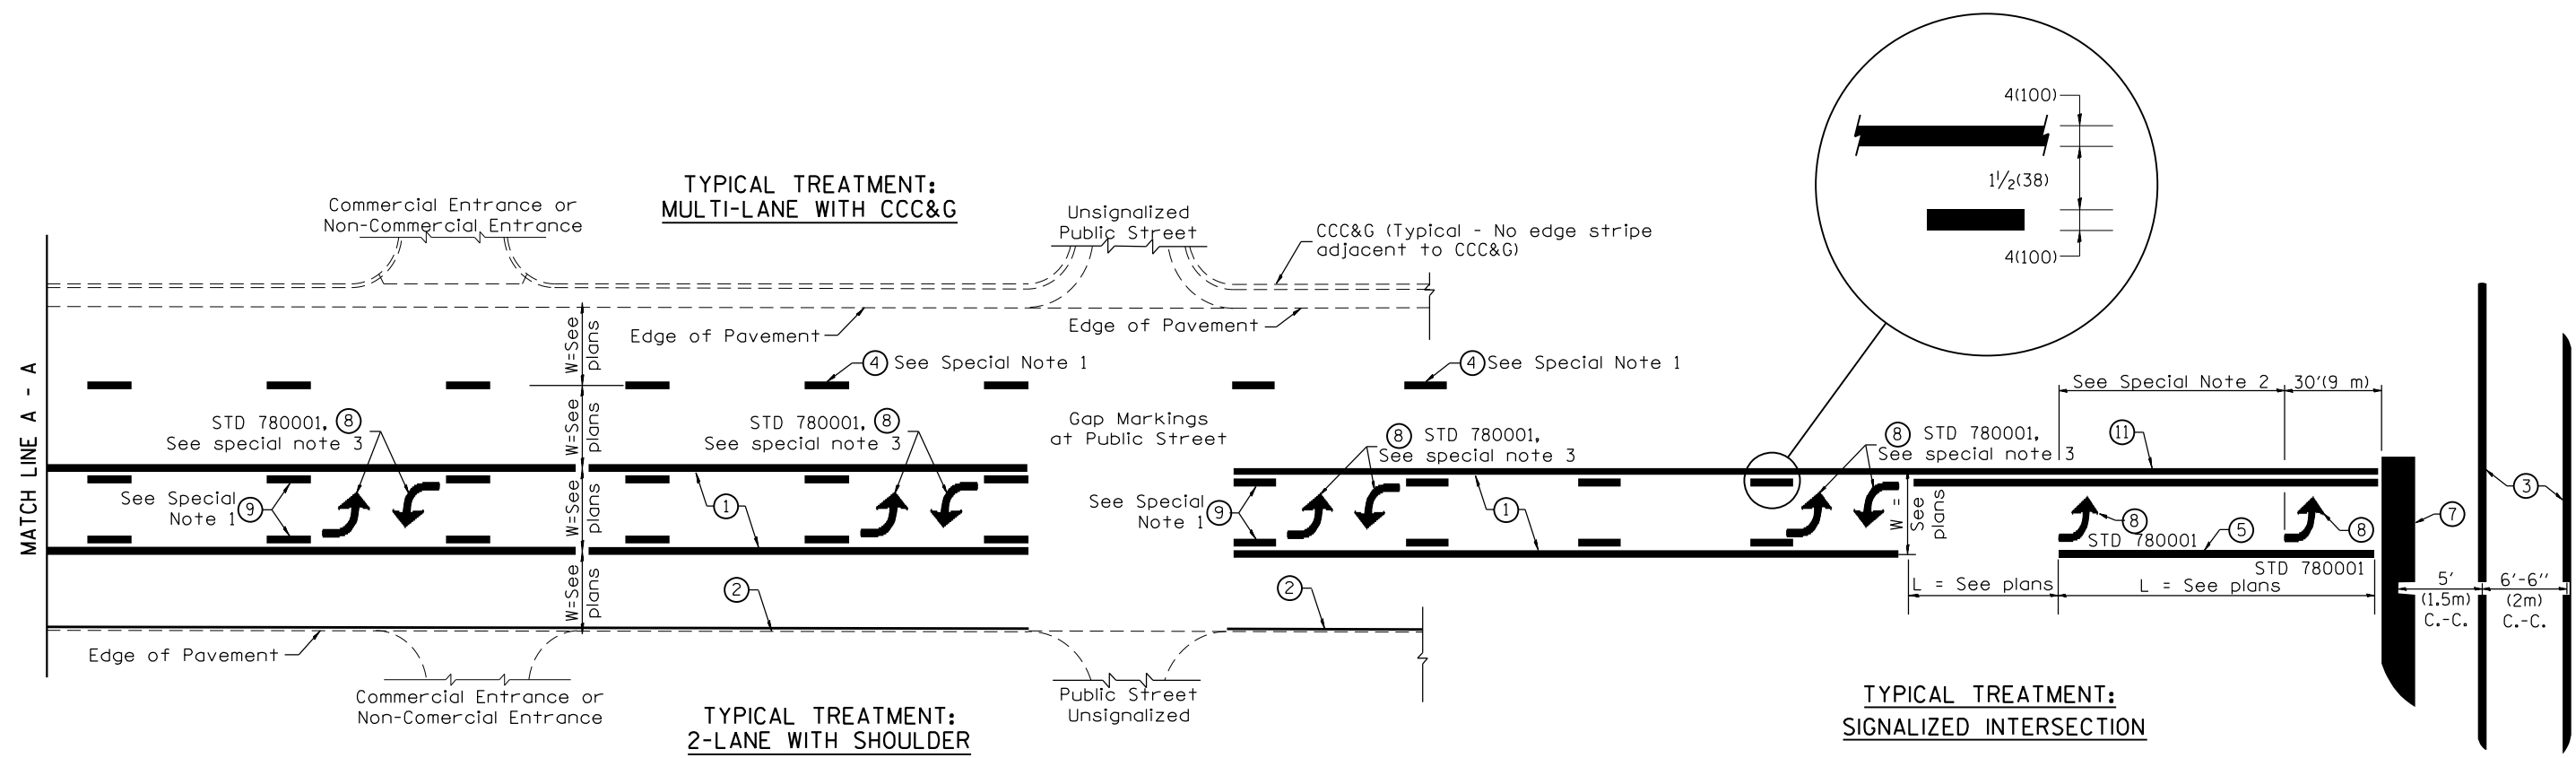 TYPICAL TREATMENT:
MULTI-LANE WITH CCC&G
Commercial Entrance or
Non-Commercial Entrance
Unsignalized
Public Street
CCC&G (Typical - No edge stripe
adjacent to CCC&G)
4(100)
1 1/2(38)
4(100)
MATCH LINE A - A
Edge of Pavement
Edge of Pavement
W=See
plans
W=See
plans
W=See
plans
W=See
plans
4 See Special Note 1
4 See Special Note 1
STD 780001, 8
See special note 3
STD 780001, 8
See special note 3
Gap Markings
at Public Street
8 STD 780001,
See special note 3
8 STD 780001,
See special note 3
See Special Note 2
30'(9 m)
11
See Special
Note 1
9
1
See Special
Note 1
9
1
W =
See
plans
8
STD 780001
5
8
STD 780001
7
3
2
2
L = See plans
L = See plans
5'
(1.5m)
C.-C.
6'-6''
(2m)
C.-C.
Edge of Pavement
Commercial Entrance or
Non-Comercial Entrance
Public Street
Unsignalized
TYPICAL TREATMENT:
2-LANE WITH SHOULDER
TYPICAL TREATMENT:
SIGNALIZED INTERSECTION